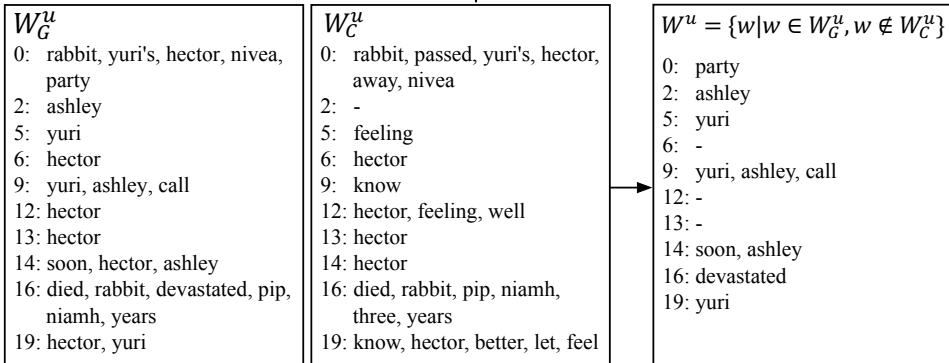 W_G^u
0: rabbit, yuri's, hector, nivea,
party
2: ashley
5: yuri
6: hector
9: yuri, ashley, call
12: hector
13: hector
14: soon, hector, ashley
16: died, rabbit, devastated, pip,
niamh, years
19: hector, yuri
W_C^u
0: rabbit, passed, yuri's, hector,
away, nivea
2: -
5: feeling
6: hector
9: know
12: hector, feeling, well
13: hector
14: hector
16: died, rabbit, pip, niamh,
three, years
19: know, hector, better, let, feel
W^u = {w|w ∈ W_G^u, w ∉ W_C^u}
0: party
2: ashley
5: yuri
6: -
9: yuri, ashley, call
12: -
13: -
14: soon, ashley
16: devastated
19: yuri